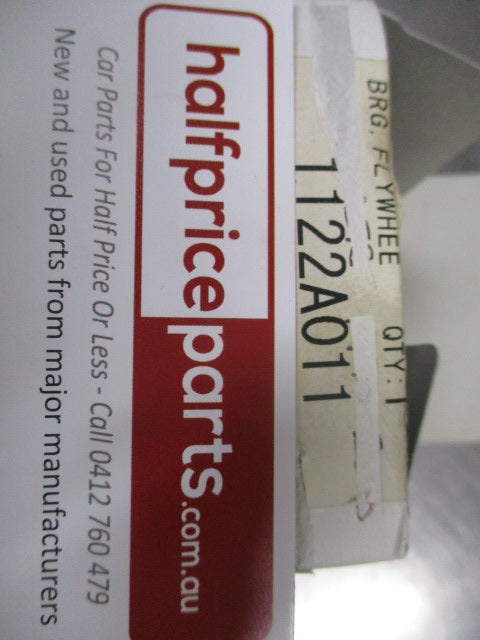 BRG. FLYWHEE QTY: 1
1122A011
halfpriceparts.com.au
Car Parts For Half Price Or Less - Call 0412 760 479
New and used parts from major manufacturers